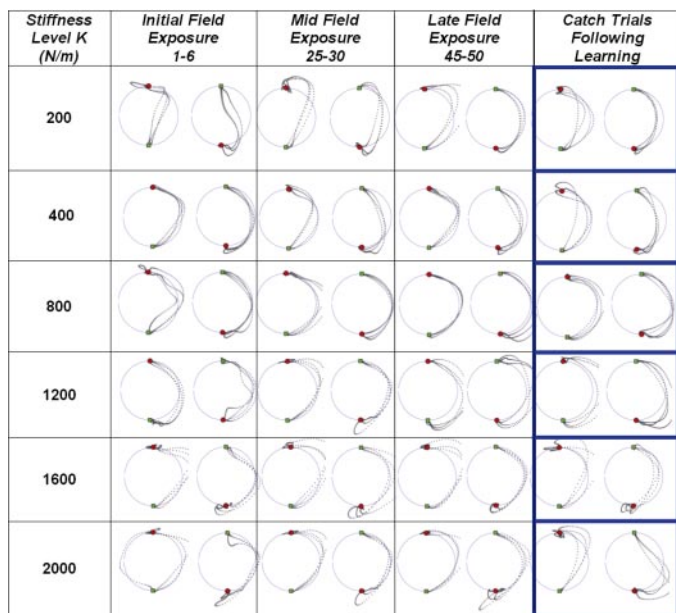 Stiffness Level K (N/m)
Initial Field Exposure 1-6
Mid Field Exposure 25-30
Late Field Exposure 45-50
Catch Trials Following Learning
200
400
800
1200
1600
2000